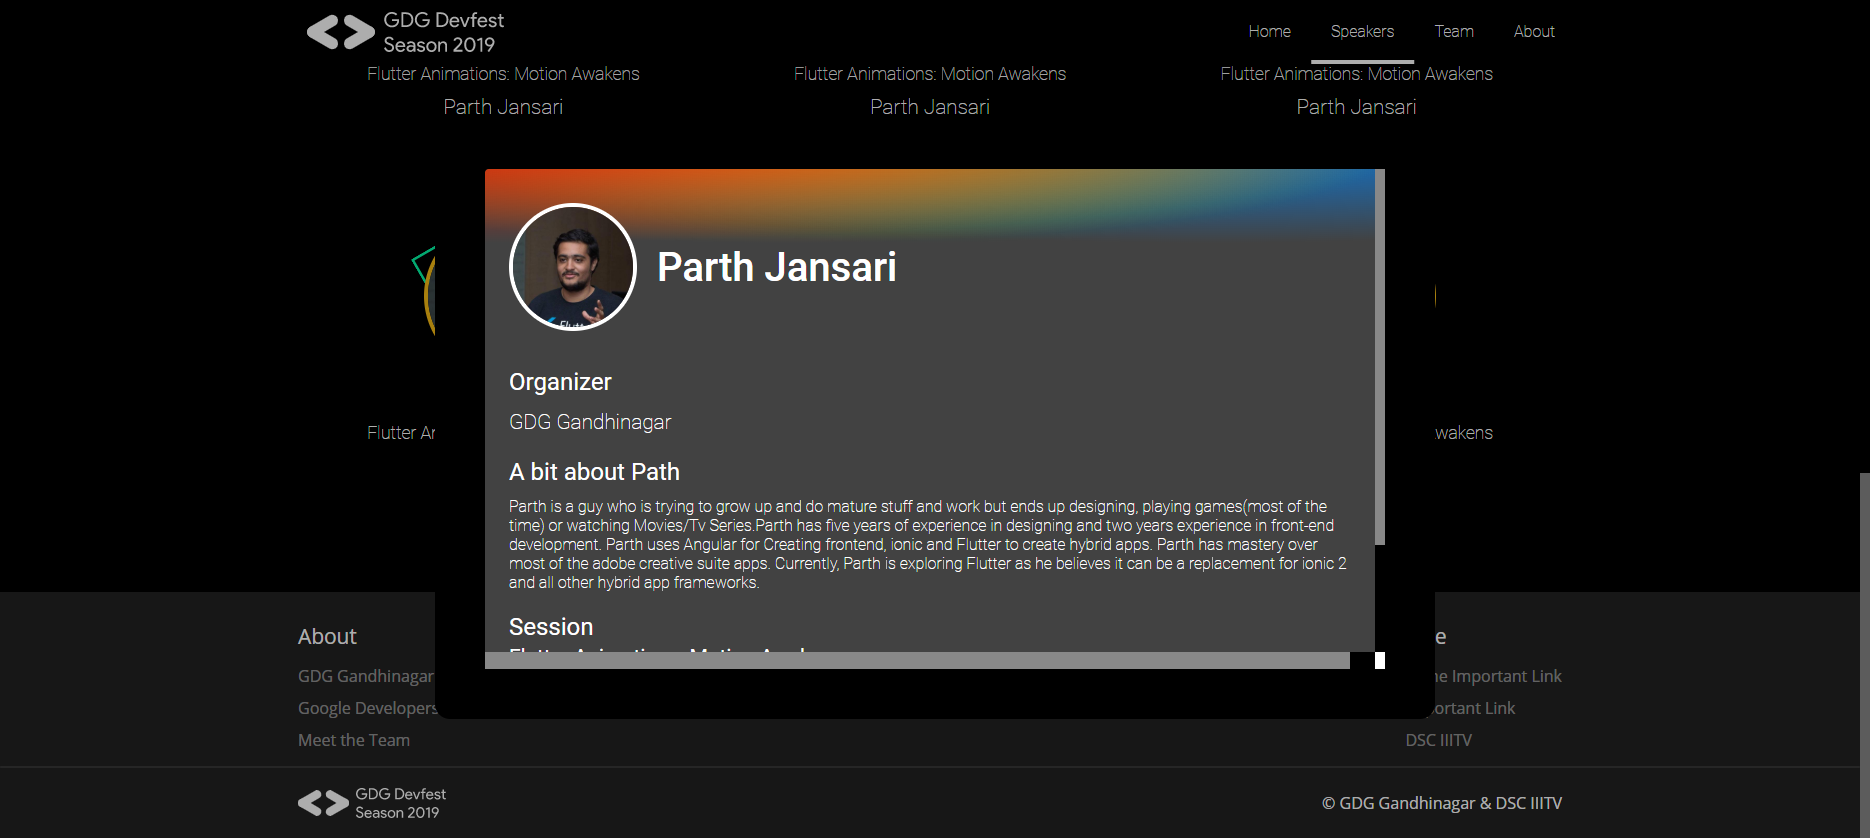 GDG Devfest
Season 2019
Home Speakers Team About
Flutter Animations: Motion Awakens Flutter Animations: Motion Awakens Flutter Animations: Motion Awakens
Parth Jansari Parth Jansari Parth Jansari
Parth Jansari
Flutter
Organizer
GDG Gandhinagar
Flutter Ar wakens
A bit about Path
Parth is a guy who is trying to grow up and do mature stuff and work but ends up designing, playing games(most of the
time) or watching Movies/Tv Series.Parth has five years of experience in designing and two years experience in front-end
development. Parth uses Angular for Creating frontend, ionic and Flutter to create hybrid apps. Parth has mastery over
most of the adobe creative suite apps. Currently, Parth is exploring Flutter as he believes it can be a replacement for ionic 2
and all other hybrid app frameworks.
Session
Flutter Animations: Motion Awakens
About e
GDG Gandhinagar ne Important Link
Google Developers ortant Link
Meet the Team DSC IIITV
GDG Devfest
Season 2019
© GDG Gandhinagar & DSC IIITV